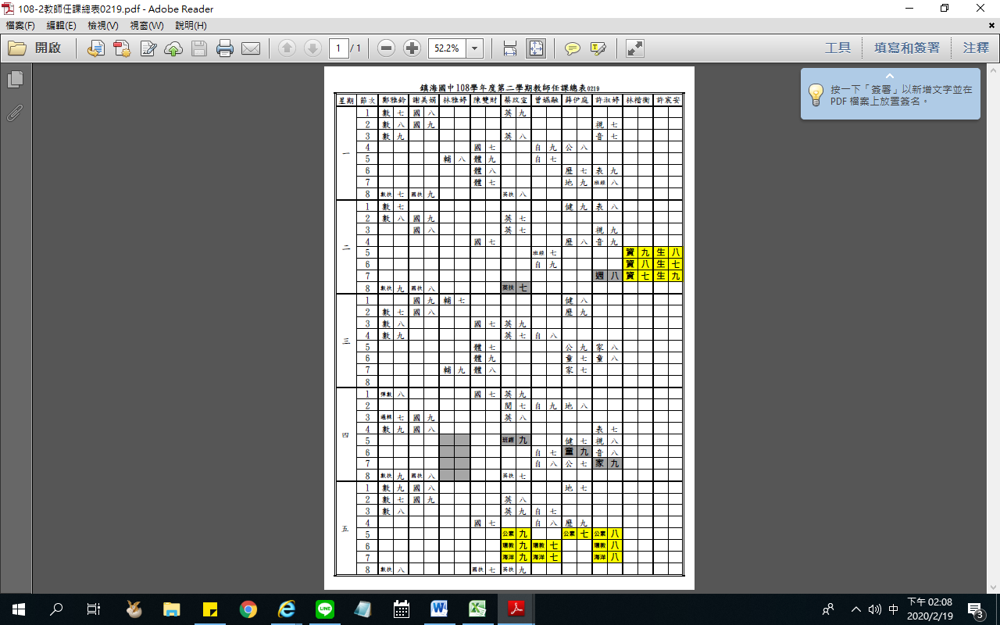 108-2教師任課總表0219.pdf - Adobe Reader
檔案(F) 編輯(E) 檢視(V) 視窗(W) 說明(H)
開啟 1 / 1 52.2% 工具 填寫和簽署 注釋
按一下「簽署」以新增文字並在
PDF 檔案上放置簽名。
鎮海國中108學年度第二學期教師任課總表0219
星期 節次 鄭雅鈴 謝美娟 林雅婷 陳雙財 蔡玫宣 曾嬿融 薛伊庭 許淑婷 林楷衡 許宸安
一
1 數 七 國 八 英 九
2 數 八 國 九 視 七
3 數 九 英 八 音 七
4 國 七 自 九 公 八
5 輔 八 體 九 自 七
6 體 八 歷 七 表 九
7 體 七 地 九 班經 八
8 數扶 七 國扶 九 英扶 八
二
1 數 七 健 九 表 八
2 數 八 國 九 英 七
3 國 八 英 七 視 九
4 國 七 歷 八 音 九
5 班經 七 資 九 生 八
6 自 九 資 八 生 七
7 週 八 資 七 生 九
8 數扶 九 國扶 八 英扶 七
三
1 國 九 輔 七 健 八
2 數 七 國 八 歷 九
3 數 八 國 七 英 九
4 數 九 英 七 自 八
5 體 七 公 九 家 八
6 體 九 童 七 童 八
7 輔 九 體 八 家 七
8
四
1 彈數 八 國 七 英 九
2 閱 七 自 九 地 八
3 邏輯 七 國 九 英 八
4 數 九 國 八 表 七
5 班經 九 健 七 視 八
6 自 七 童 九 音 八
7 自 八 公 七 家 九
8 數扶 九 國扶 八 英扶 七
五
1 數 九 國 八 地 七
2 數 七 國 九 英 八
3 數 八 英 九 自 七
4 國 七 自 八 歷 九
5 公素 九 公素 七 公素 八
6 環教 九 環教 七 環教 八
7 海洋 九 海洋 七 海洋 八
8 數扶 八 國扶 七 英扶 九
中 下午 02:08
2020/2/19
3